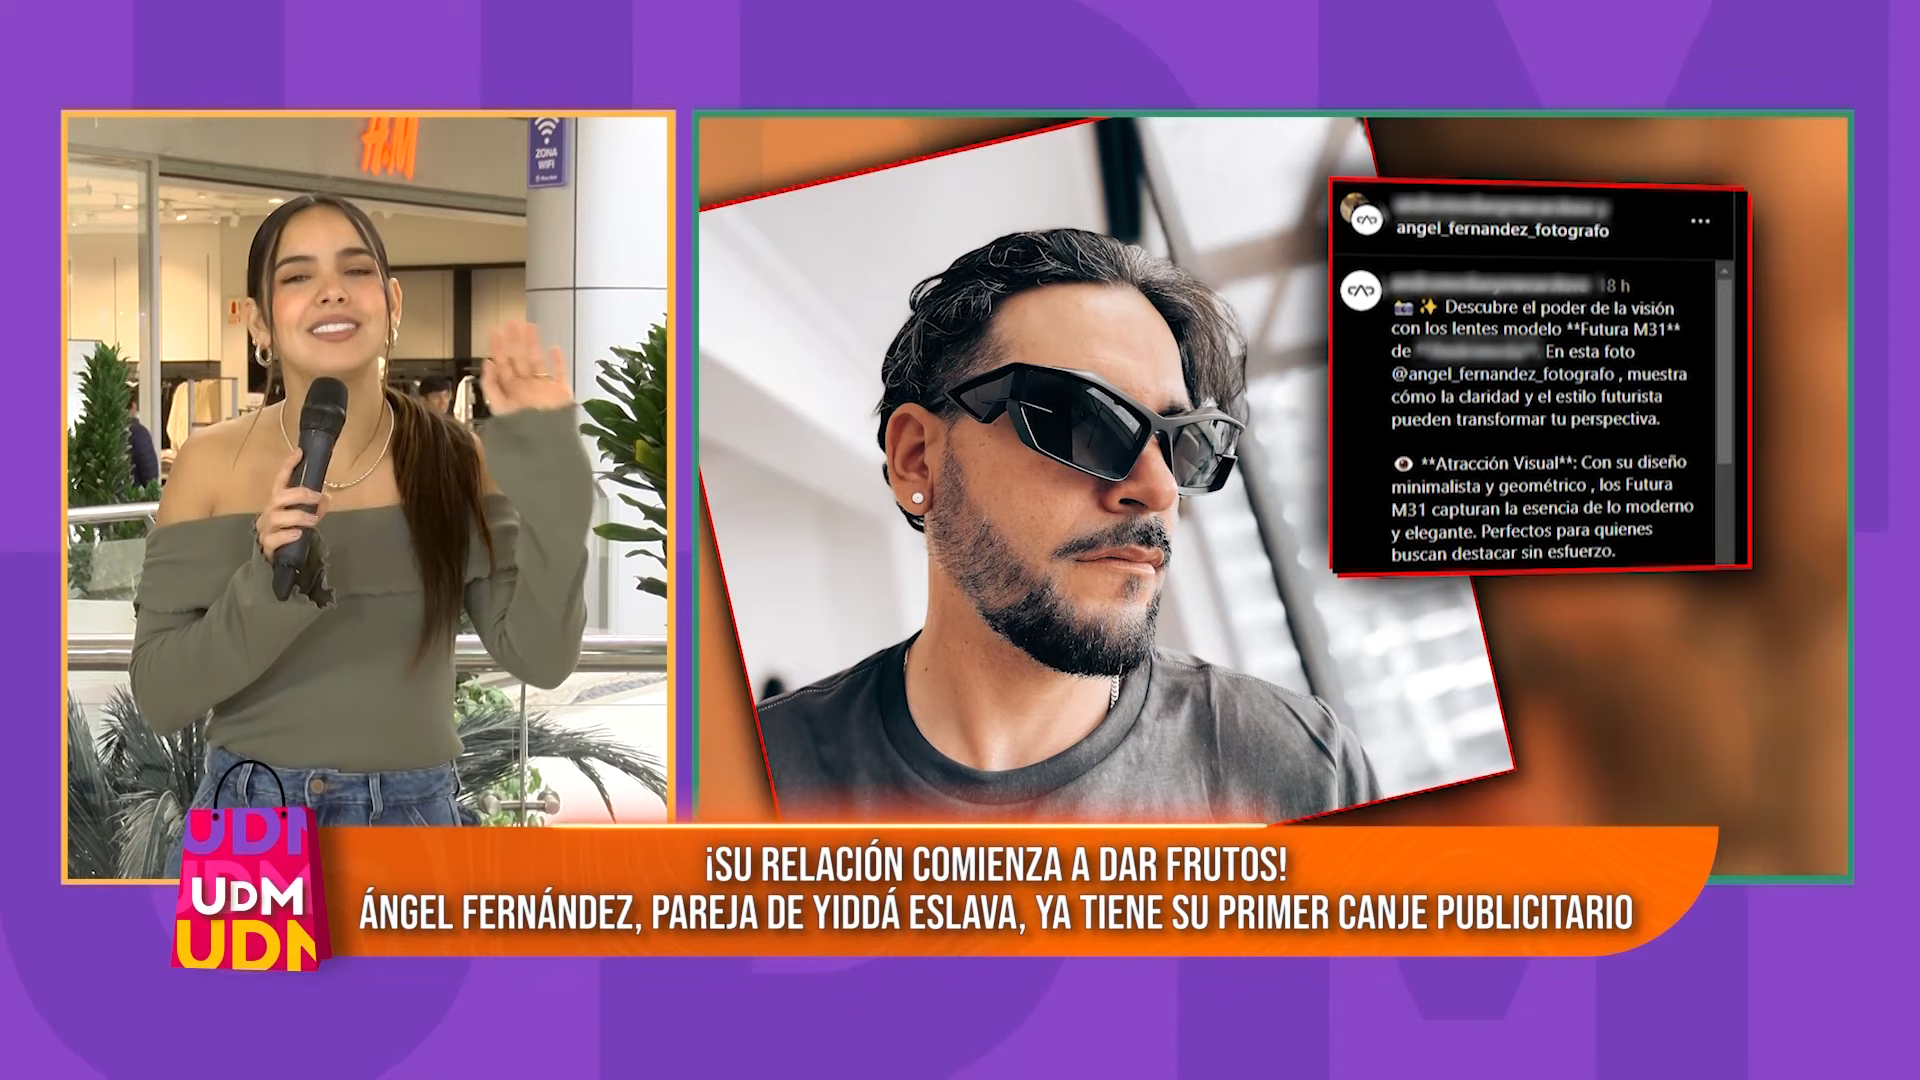 H&M
ZONA
WIFI
angel_fernandez_fotografo
18 h
📷 ✨ Descubre el poder de la visión
con los lentes modelo **Futura M31**
de
. En esta foto
@angel_fernandez_fotografo , muestra
cómo la claridad y el estilo futurista
pueden transformar tu perspectiva.
👁 **Atracción Visual**: Con su diseño
minimalista y geométrico , los Futura
M31 capturan la esencia de lo moderno
y elegante. Perfectos para quienes
buscan destacar sin esfuerzo.
¡SU RELACIÓN COMIENZA A DAR FRUTOS!
ÁNGEL FERNÁNDEZ, PAREJA DE YIDDÁ ESLAVA, YA TIENE SU PRIMER CANJE PUBLICITARIO
UDM
UDM
UDM